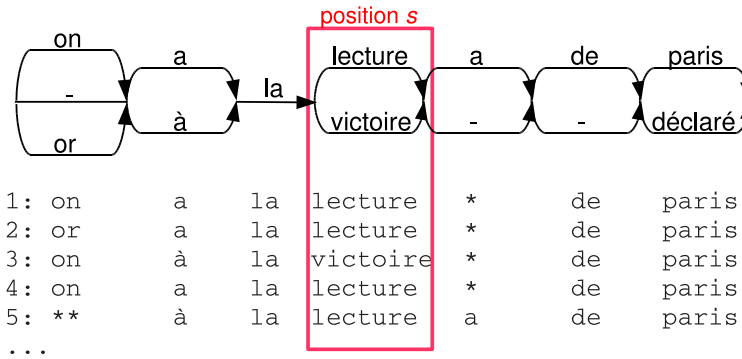 position s
on a lecture a de paris
- la
or à victoire - - déclaré
1: on a la lecture * de paris
2: or a la lecture * de paris
3: on à la victoire * de paris
4: on a la lecture * de paris
5: ** à la lecture a de paris
...